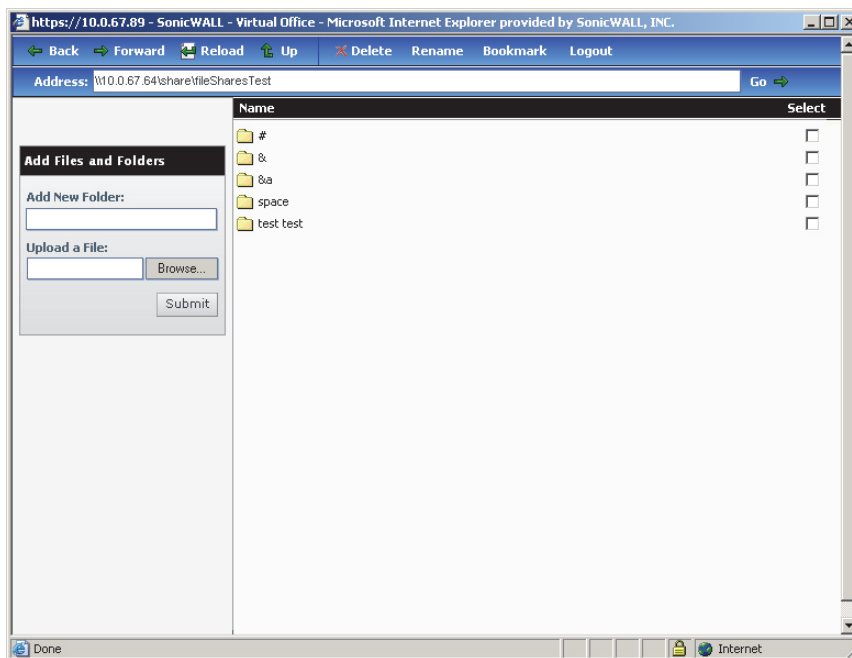 https://10.0.67.89 - SonicWALL - Virtual Office - Microsoft Internet Explorer provided by SonicWALL, INC.
Back Forward Reload Up Delete Rename Bookmark Logout
Address: \\10.0.67.64\share\fileSharesTest Go
Name Select
#
&
&a
space
test test
Add Files and Folders
Add New Folder:
Upload a File:
Browse...
Submit
Done Internet